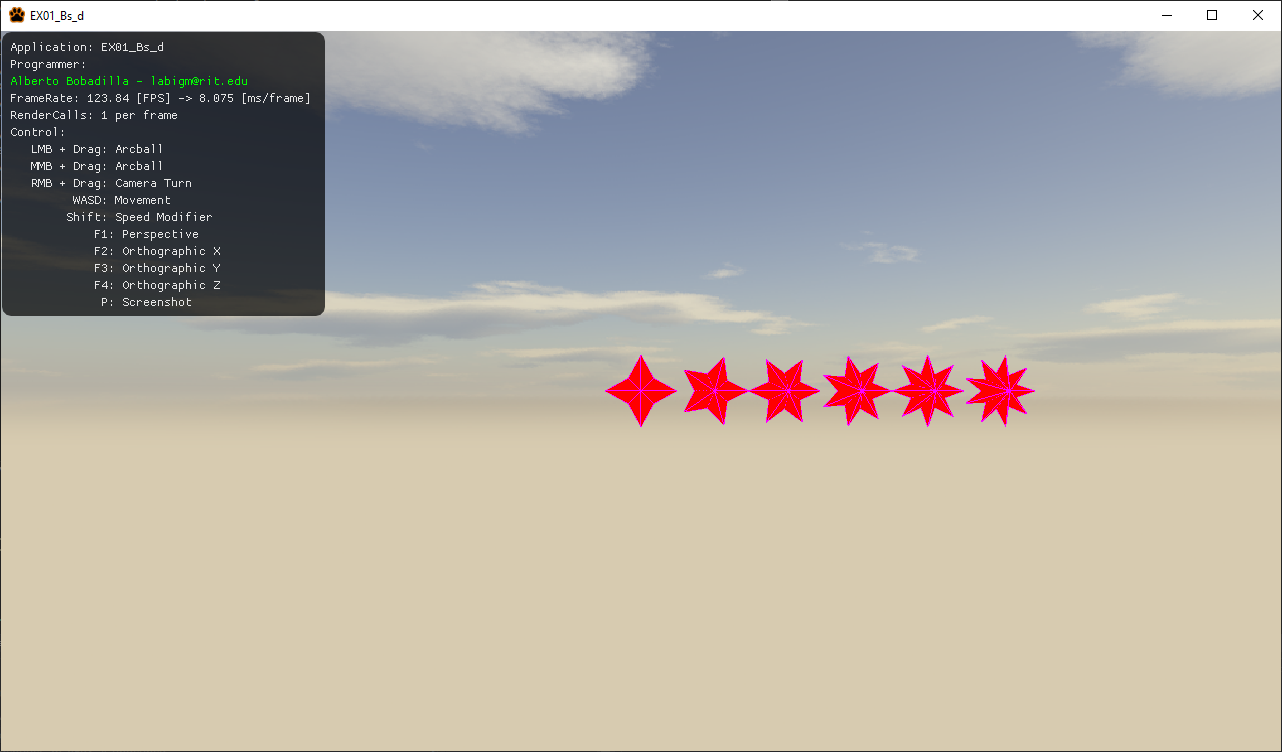 EX01_Bs_d
Application: EX01_Bs_d
Programmer:
Alberto Bobadilla - labigm@rit.edu
FrameRate: 123.84 [FPS] -> 8.075 [ms/frame]
RenderCalls: 1 per frame
Control:
LMB + Drag: Arcball
MMB + Drag: Arcball
RMB + Drag: Camera Turn
WASD: Movement
Shift: Speed Modifier
F1: Perspective
F2: Orthographic X
F3: Orthographic Y
F4: Orthographic Z
P: Screenshot